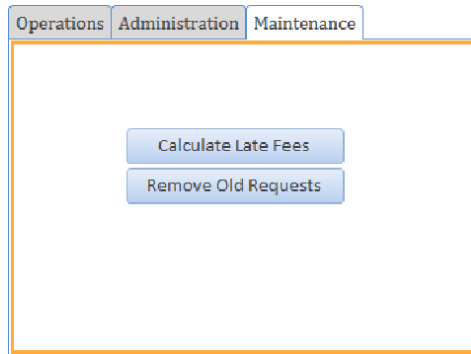 Operations Administration Maintenance
Calculate Late Fees
Remove Old Requests